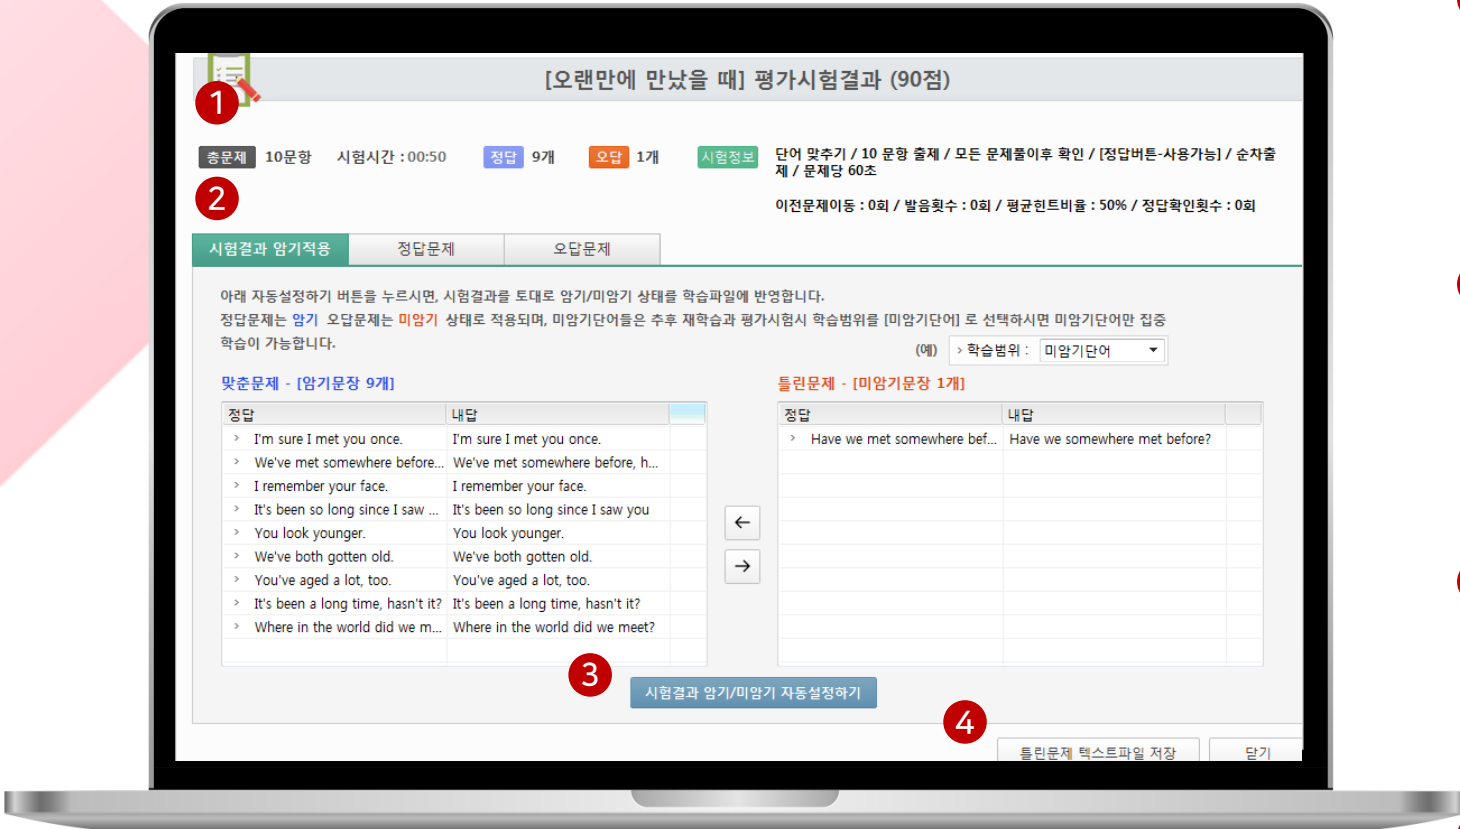 [오랜만에 만났을 때] 평가시험결과 (90점)
1
총문제 10문항 시험시간 : 00:50 정답 9개 오답 1개 시험정보 단어 맞추기 / 10 문항 출제 / 모든 문제풀이후 확인 / [정답버튼-사용가능] / 순차출
제 / 문제당 60초
2
이전문제이동 : 0회 / 발음횟수 : 0회 / 평균힌트비율 : 50% / 정답확인횟수 : 0회
시험결과 암기적용 정답문제 오답문제
아래 자동설정하기 버튼을 누르시면, 시험결과를 토대로 암기/미암기 상태를 학습파일에 반영합니다.
정답문제는 암기 오답문제는 미암기 상태로 적용되며, 미암기단어들은 추후 재학습과 평가시험시 학습범위를 [미암기단어] 로 선택하시면 미암기단어만 집중
학습이 가능합니다.
(예) > 학습범위 : 미암기단어
맞춘문제 - [암기문장 9개]
정답 내답
> I'm sure I met you once. I'm sure I met you once.
> We've met somewhere before... We've met somewhere before, h...
> I remember your face. I remember your face.
> It's been so long since I saw ... It's been so long since I saw you
> You look younger. You look younger.
> We've both gotten old. We've both gotten old.
> You've aged a lot, too. You've aged a lot, too.
> It's been a long time, hasn't it? It's been a long time, hasn't it?
> Where in the world did we m... Where in the world did we meet?
← 
→
틀린문제 - [미암기문장 1개]
정답 내답
> Have we met somewhere bef... Have we somewhere met before?
3
시험결과 암기/미암기 자동설정하기
4
틀린문제 텍스트파일 저장 닫기